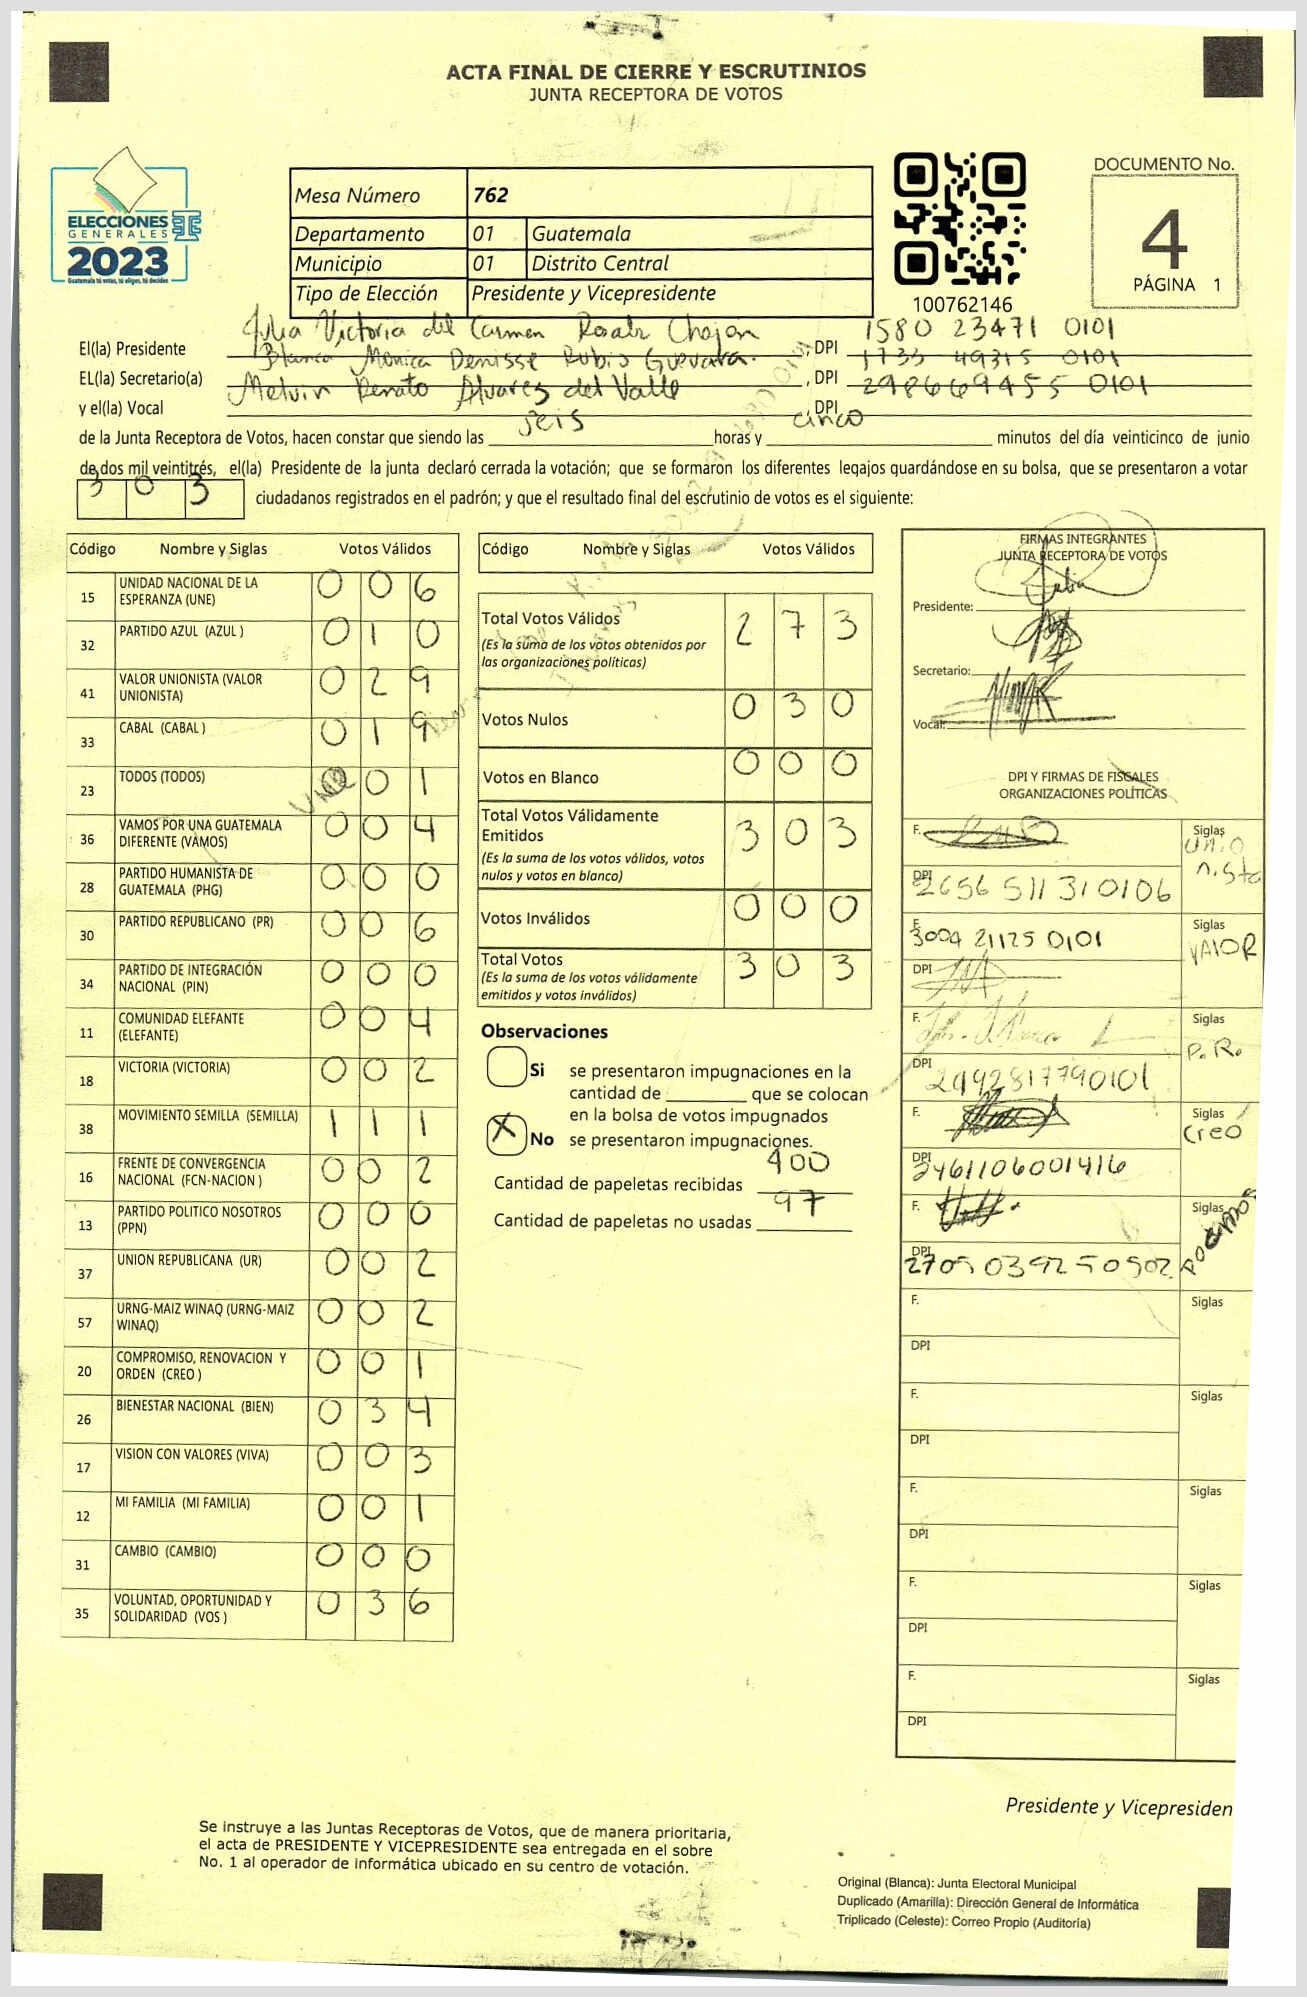 ACTA FINAL DE CIERRE Y ESCRUTINIOS
JUNTA RECEPTORA DE VOTOS
ELECCIONES
GENERALES
2023
Guatemala tú votas, tú eliges, tú decides
Mesa Número 762
Departamento 01 Guatemala
Municipio 01 Distrito Central
Tipo de Elección Presidente y Vicepresidente
100762146
DOCUMENTO No.
4
PÁGINA 1
El(la) Presidente Julia Victoria del Carmen Rosales Chajon, DPI 1580 23471 0101
EL(la) Secretario(a) Blanca Mónica Denisse Rubio Guevara, DPI 1733 49315 0101
y el(la) Vocal Melvin Renato Alvares del Valle, DPI 298669455 0101
de la Junta Receptora de Votos, hacen constar que siendo las seis horas y cinco minutos del día veinticinco de junio
de dos mil veintitrés, el(la) Presidente de la junta declaró cerrada la votación; que se formaron los diferentes legajos guardándose en su bolsa, que se presentaron a votar
303 ciudadanos registrados en el padrón; y que el resultado final del escrutinio de votos es el siguiente:
Código Nombre y Siglas Votos Válidos
15 UNIDAD NACIONAL DE LA ESPERANZA (UNE) 0 0 6
32 PARTIDO AZUL (AZUL ) 0 1 0
41 VALOR UNIONISTA (VALOR UNIONISTA) 0 2 9
33 CABAL (CABAL ) 0 1 9
23 TODOS (TODOS) 0 0 1
36 VAMOS POR UNA GUATEMALA DIFERENTE (VAMOS) 0 0 4
28 PARTIDO HUMANISTA DE GUATEMALA (PHG) 0 0 0
30 PARTIDO REPUBLICANO (PR) 0 0 6
34 PARTIDO DE INTEGRACIÓN NACIONAL (PIN) 0 0 0
11 COMUNIDAD ELEFANTE (ELEFANTE) 0 0 4
18 VICTORIA (VICTORIA) 0 0 2
38 MOVIMIENTO SEMILLA (SEMILLA) 1 1 1
16 FRENTE DE CONVERGENCIA NACIONAL (FCN-NACION ) 0 0 2
13 PARTIDO POLITICO NOSOTROS (PPN) 0 0 0
37 UNION REPUBLICANA (UR) 0 0 2
57 URNG-MAIZ WINAQ (URNG-MAIZ WINAQ) 0 0 2
20 COMPROMISO, RENOVACION Y ORDEN (CREO ) 0 0 1
26 BIENESTAR NACIONAL (BIEN) 0 3 4
17 VISION CON VALORES (VIVA) 0 0 3
12 MI FAMILIA (MI FAMILIA) 0 0 1
31 CAMBIO (CAMBIO) 0 0 0
35 VOLUNTAD, OPORTUNIDAD Y SOLIDARIDAD (VOS ) 0 3 6
Código Nombre y Siglas Votos Válidos
Total Votos Válidos 2 7 3
(Es la suma de los votos obtenidos por las organizaciones políticas)
Votos Nulos 0 3 0
Votos en Blanco 0 0 0
Total Votos Válidamente Emitidos 3 0 3
(Es la suma de los votos válidos, votos nulos y votos en blanco)
Votos Inválidos 0 0 0
Total Votos 3 0 3
(Es la suma de los votos válidamente emitidos y votos inválidos)
Observaciones
Si se presentaron impugnaciones en la
cantidad de ________ que se colocan
en la bolsa de votos impugnados
X No se presentaron impugnaciones.
Cantidad de papeletas recibidas 400
Cantidad de papeletas no usadas 97
FIRMAS INTEGRANTES
JUNTA RECEPTORA DE VOTOS
Presidente:
Secretario:
Vocal:
DPI Y FIRMAS DE FISCALES
ORGANIZACIONES POLÍTICAS
F. Siglas Unionista
DPI 2656 511 310106
F. 3004 21125 0101 Siglas VALOR
DPI
F. Siglas P.R.
DPI 2492817790101
F. Siglas Creo
DPI 2461106001416
F. Siglas Podemos
DPI 2705039250502
F. Siglas
DPI
F. Siglas
DPI
F. Siglas
DPI
F. Siglas
DPI
F. Siglas
DPI
Presidente y Vicepresiden
Se instruye a las Juntas Receptoras de Votos, que de manera prioritaria,
el acta de PRESIDENTE Y VICEPRESIDENTE sea entregada en el sobre
No. 1 al operador de informática ubicado en su centro de votación.
Original (Blanca): Junta Electoral Municipal
Duplicado (Amarilla): Dirección General de Informática
Triplicado (Celeste): Correo Propio (Auditoría)